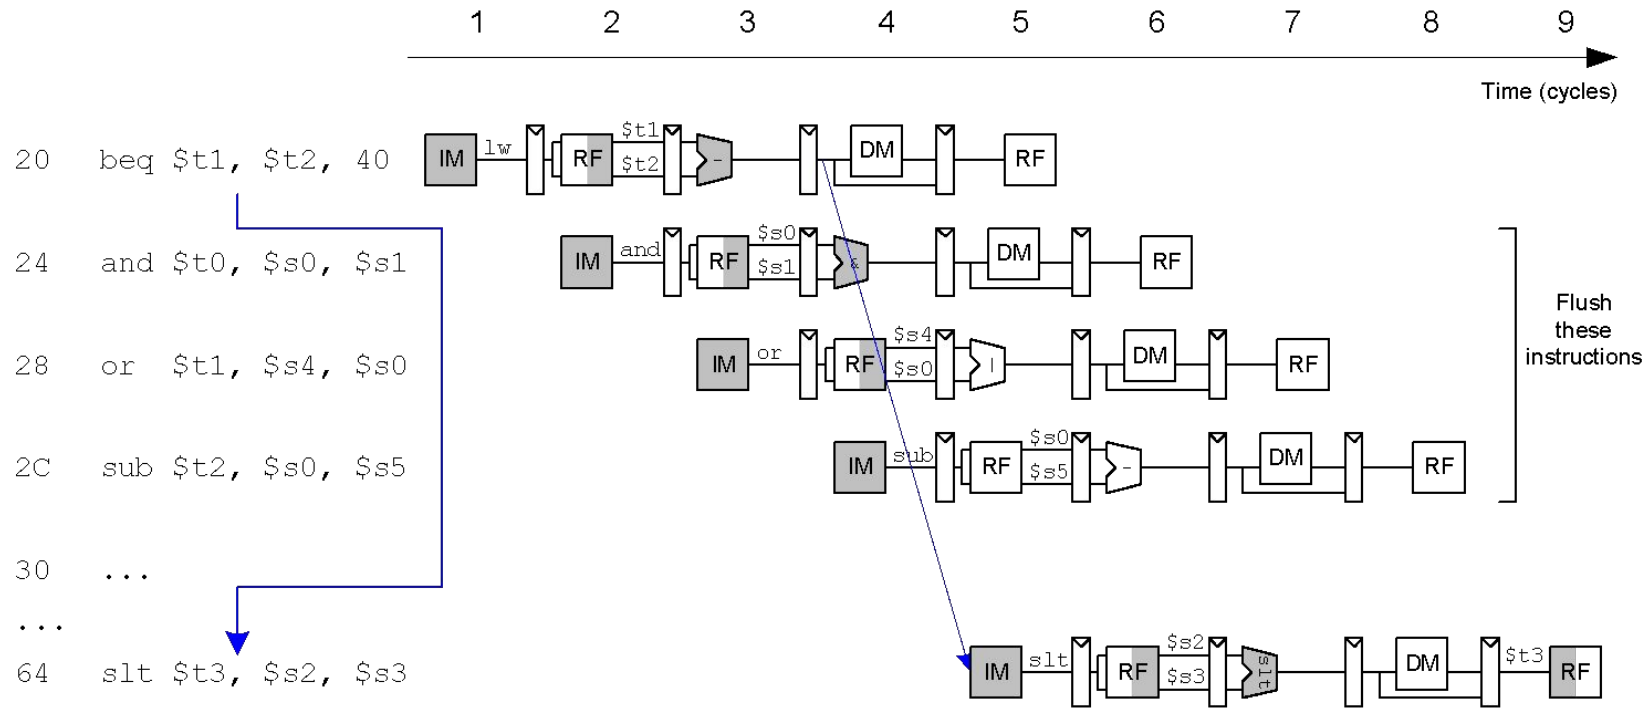 1 2 3 4 5 6 7 8 9
Time (cycles)
20 beq $t1, $t2, 40 IM lw RF $t1 $t2 - DM RF
24 and $t0, $s0, $s1 IM and RF $s0 $s1 & DM RF
28 or $t1, $s4, $s0 IM or RF $s4 $s0 | DM RF
2C sub $t2, $s0, $s5 IM sub RF $s0 $s5 - DM RF
Flush
these
instructions
30 ...
...
64 slt $t3, $s2, $s3 IM slt RF $s2 $s3 slt DM $t3 RF